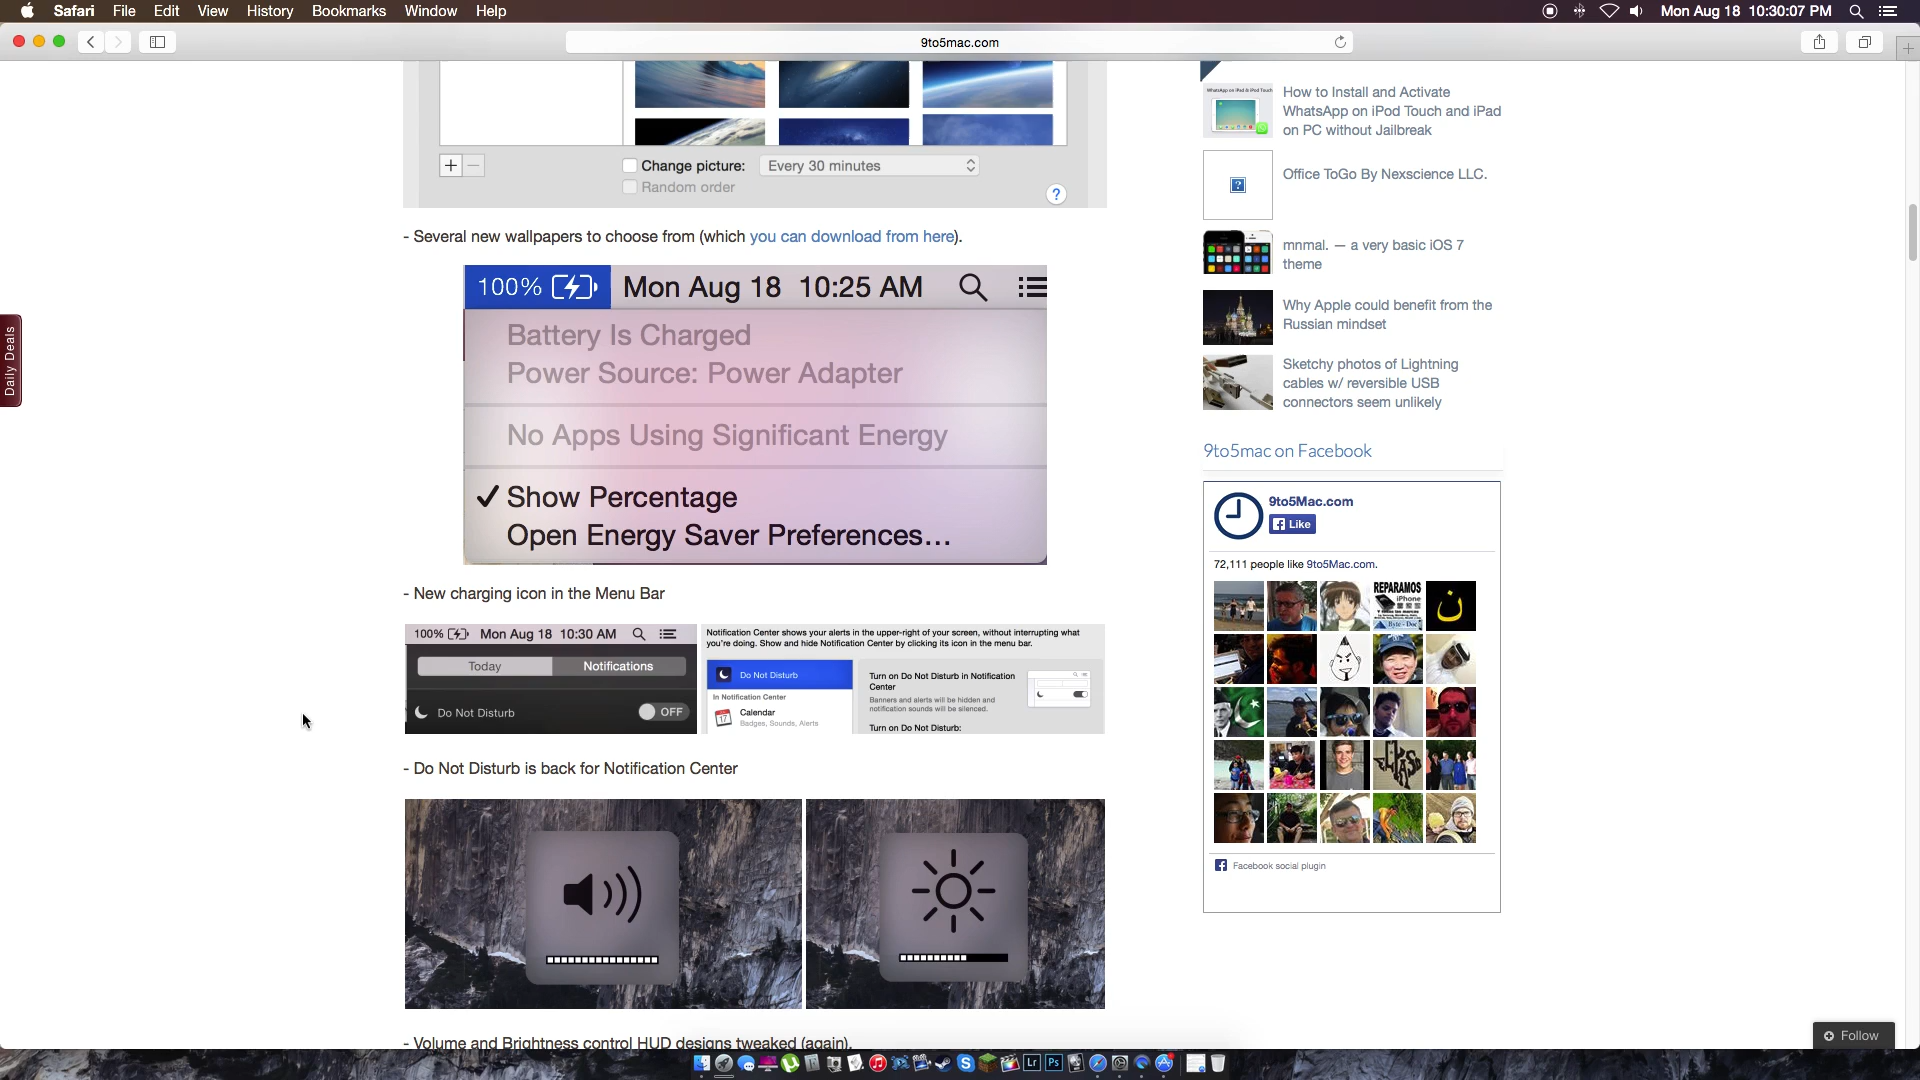 Safari File Edit View History Bookmarks Window Help
Mon Aug 18 10:30:07 PM
9to5mac.com
Change picture: Every 30 minutes
Random order
?
- Several new wallpapers to choose from (which you can download from here).
100% Mon Aug 18 10:25 AM
Battery Is Charged
Power Source: Power Adapter
No Apps Using Significant Energy
✓ Show Percentage
Open Energy Saver Preferences...
- New charging icon in the Menu Bar
100% Mon Aug 18 10:30 AM
Today Notifications
Do Not Disturb OFF
Notification Center shows your alerts in the upper-right of your screen, without interrupting what
you're doing. Show and hide Notification Center by clicking its icon in the menu bar.
Do Not Disturb
In Notification Center
17
Calendar
Badges, Sounds, Alerts
Turn on Do Not Disturb in Notification
Center
Banners and alerts will be hidden and
notification sounds will be silenced.
Turn on Do Not Disturb:
- Do Not Disturb is back for Notification Center
- Volume and Brightness control HUD designs tweaked (again).
Daily Deals
WhatsApp on iPad & iPod Touch
How to Install and Activate
WhatsApp on iPod Touch and iPad
on PC without Jailbreak
?
Office ToGo By Nexscience LLC.
mnmal. — a very basic iOS 7
theme
Why Apple could benefit from the
Russian mindset
Sketchy photos of Lightning
cables w/ reversible USB
connectors seem unlikely
9to5mac on Facebook
9to5Mac.com
Like
72,111 people like 9to5Mac.com.
REPARAMOS
iPhone
Byte - Doc
ن
Facebook social plugin
Follow
Lr
Ps